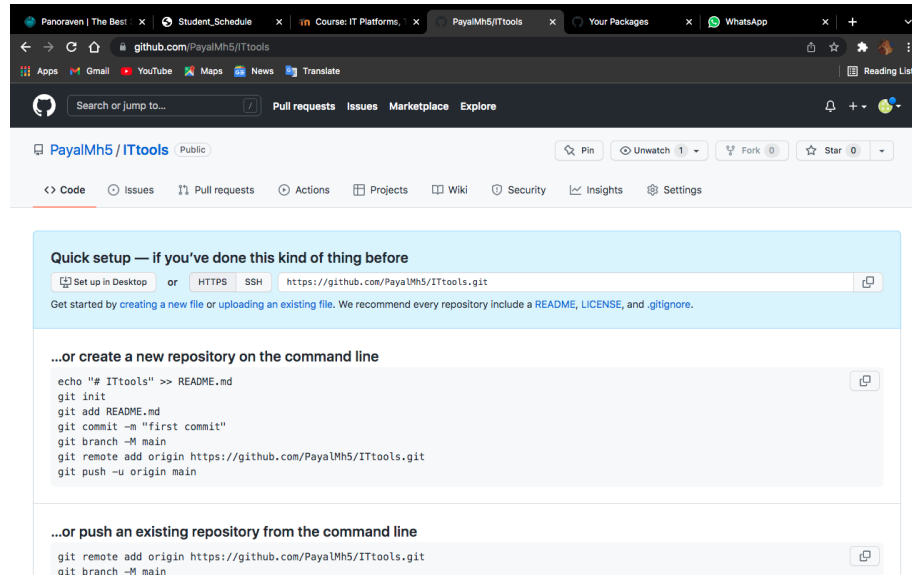 Panoraven | The Best
Student_Schedule
Course: IT Platforms,
PayalMh5/ITtools
Your Packages
WhatsApp
github.com/PayalMh5/ITtools
Apps
Gmail
YouTube
Maps
News
Translate
Reading List
Search or jump to...
/
Pull requests
Issues
Marketplace
Explore
PayalMh5 / ITtools
Public
Pin
Unwatch 1
Fork 0
Star 0
Code
Issues
Pull requests
Actions
Projects
Wiki
Security
Insights
Settings
Quick setup — if you've done this kind of thing before
Set up in Desktop
or
HTTPS
SSH
https://github.com/PayalMh5/ITtools.git
Get started by creating a new file or uploading an existing file. We recommend every repository include a README, LICENSE, and .gitignore.
...or create a new repository on the command line
echo "# ITtools" >> README.md
git init
git add README.md
git commit -m "first commit"
git branch -M main
git remote add origin https://github.com/PayalMh5/ITtools.git
git push -u origin main
...or push an existing repository from the command line
git remote add origin https://github.com/PayalMh5/ITtools.git
git branch -M main